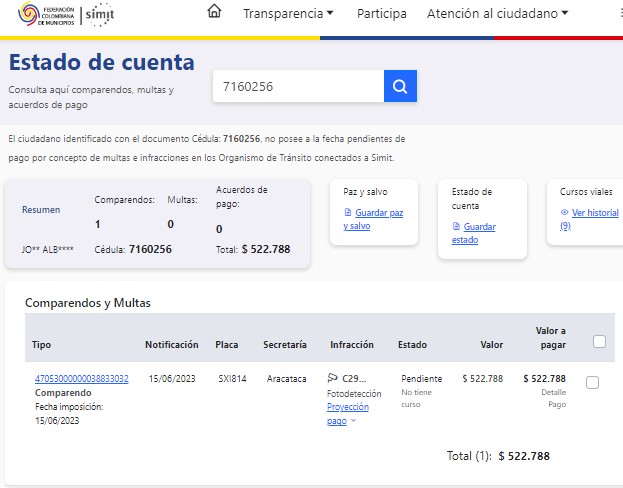 FEDERACIÓN
COLOMBIANA
DE MUNICIPIOS
simit
Transparencia
Participa
Atención al ciudadano
Estado de cuenta
Consulta aquí comparendos, multas y
acuerdos de pago
7160256
El ciudadano identificado con el documento Cédula: 7160256, no posee a la fecha pendientes de
pago por concepto de multas e infracciones en los Organismo de Tránsito conectados a Simit.
Resumen
Comparendos:
1
Multas:
0
Acuerdos de
pago:
0
JO** ALB****
Cédula: 7160256
Total: $ 522.788
Paz y salvo
Guardar paz
y salvo
Estado de
cuenta
Guardar
estado
Cursos viales
Ver historial
(9)
Comparendos y Multas
Tipo Notificación Placa Secretaría Infracción Estado Valor Valor a
pagar
47053000000038833032 15/06/2023 SXI814 Aracataca C29... Pendiente $ 522.788 $ 522.788
Comparendo Fotodetección No tiene Detalle
Fecha imposición: Proyección curso Pago
15/06/2023 pago
Total (1): $ 522.788